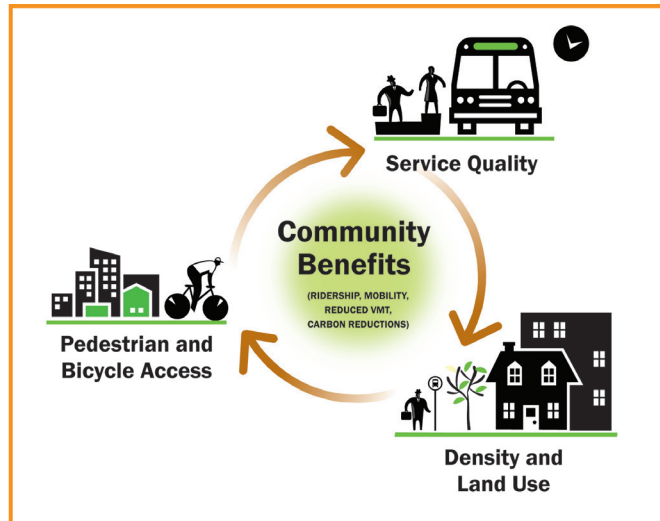 Service Quality
Community
Benefits
(RIDERSHIP, MOBILITY,
REDUCED VMT,
CARBON REDUCTIONS)
Pedestrian and
Bicycle Access
Density and
Land Use